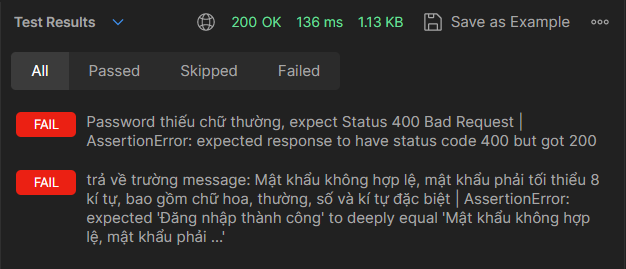 Test Results 200 OK 136 ms 1.13 KB Save as Example
All Passed Skipped Failed
FAIL Password thiếu chữ thường, expect Status 400 Bad Request |
AssertionError: expected response to have status code 400 but got 200
FAIL trả về trường message: Mật khẩu không hợp lệ, mật khẩu phải tối thiểu 8
kí tự, bao gồm chữ hoa, thường, số và kí tự đặc biệt | AssertionError:
expected 'Đăng nhập thành công' to deeply equal 'Mật khẩu không hợp
lệ, mật khẩu phải ...'